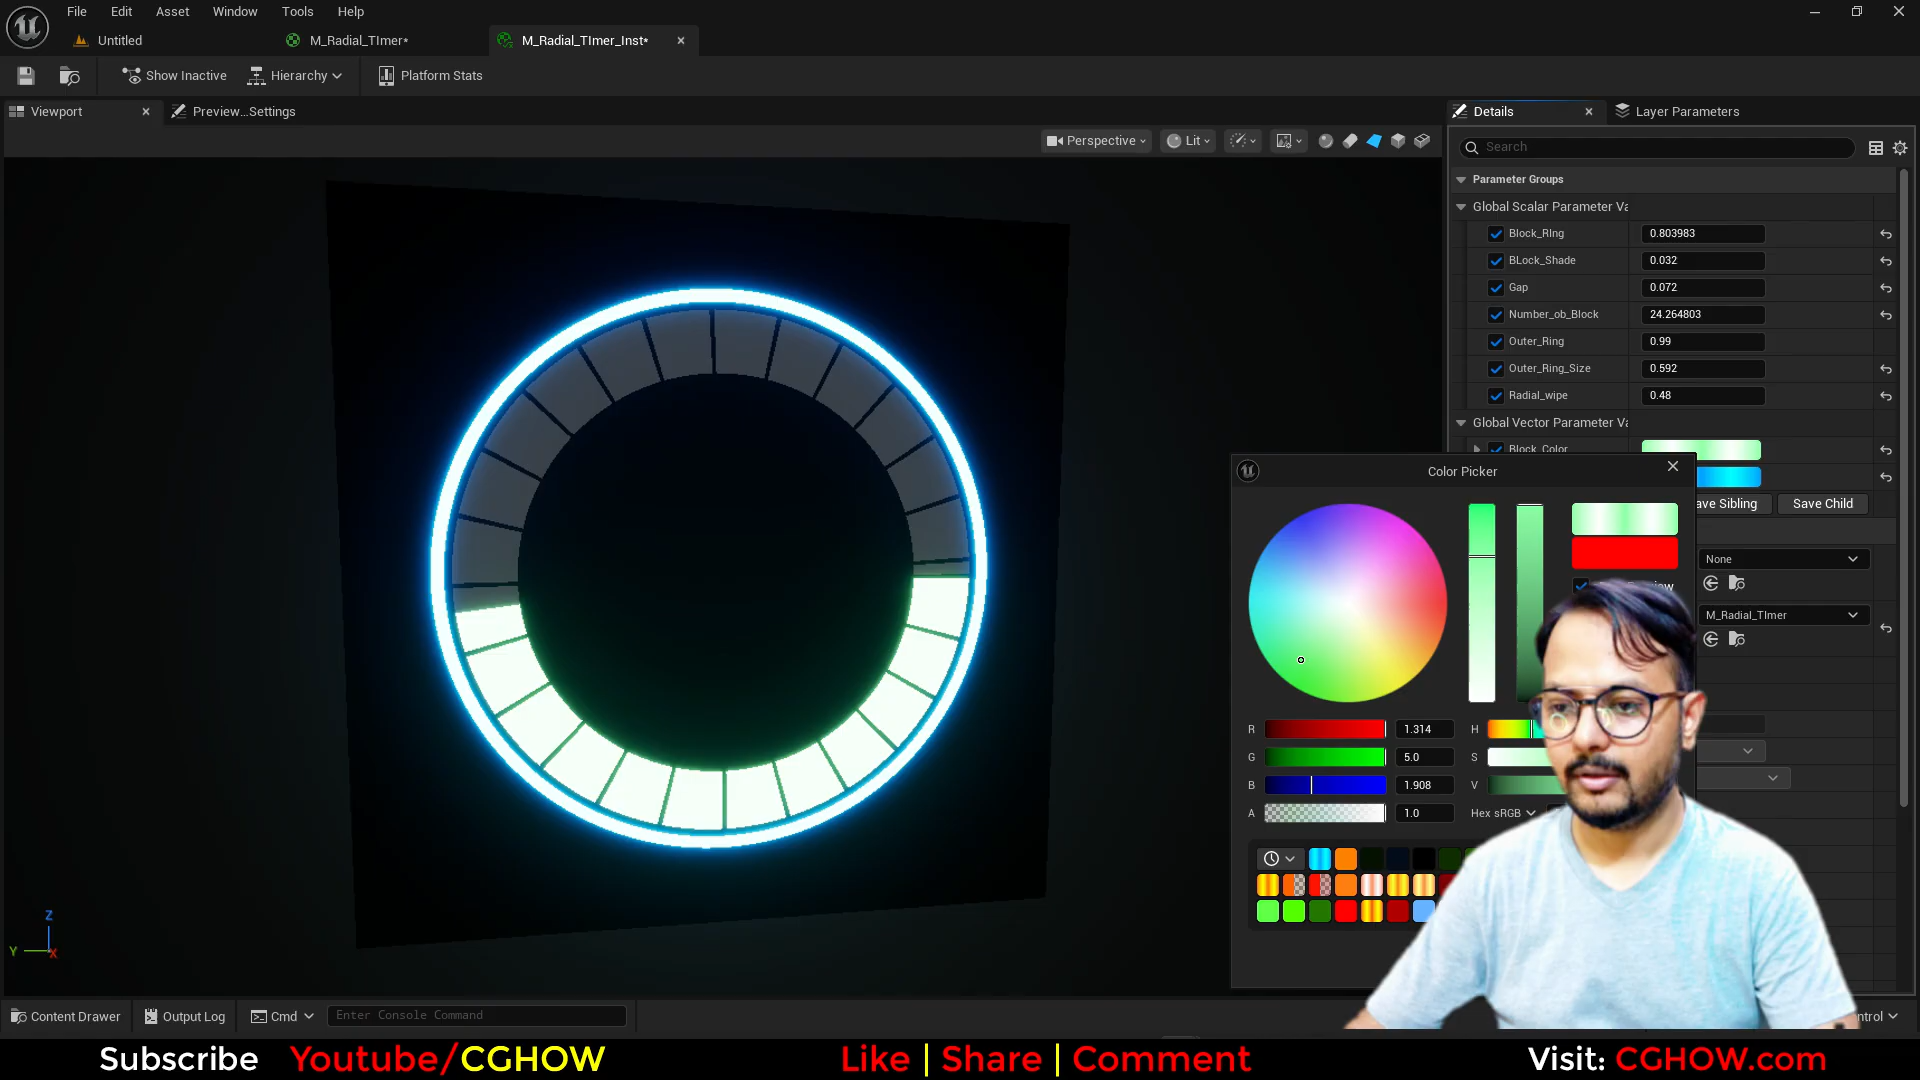 File Edit Asset Window Tools Help
Untitled
M_Radial_TImer*
M_Radial_TImer_Inst*
Show Inactive
Hierarchy
Platform Stats
Viewport
Preview...Settings
Details
Layer Parameters
Perspective
Lit
Search
Parameter Groups
Global Scalar Parameter Va
Block_RIng 0.803983
BLock_Shade 0.032
Gap 0.072
Number_ob_Block 24.264803
Outer_Ring 0.99
Outer_Ring_Size 0.592
Radial_wipe 0.48
Global Vector Parameter Va
Block_Color
Color Picker
ave Sibling
Save Child
None
M_Radial_TImer
R 1.314 H
G 5.0 S
B 1.908 V
A 1.0 Hex sRGB
Z
Y X
Content Drawer
Output Log
Cmd
Enter Console Command
ntrol
Subscribe Youtube/CGHOW
Like | Share | Comment
Visit: CGHOW.com